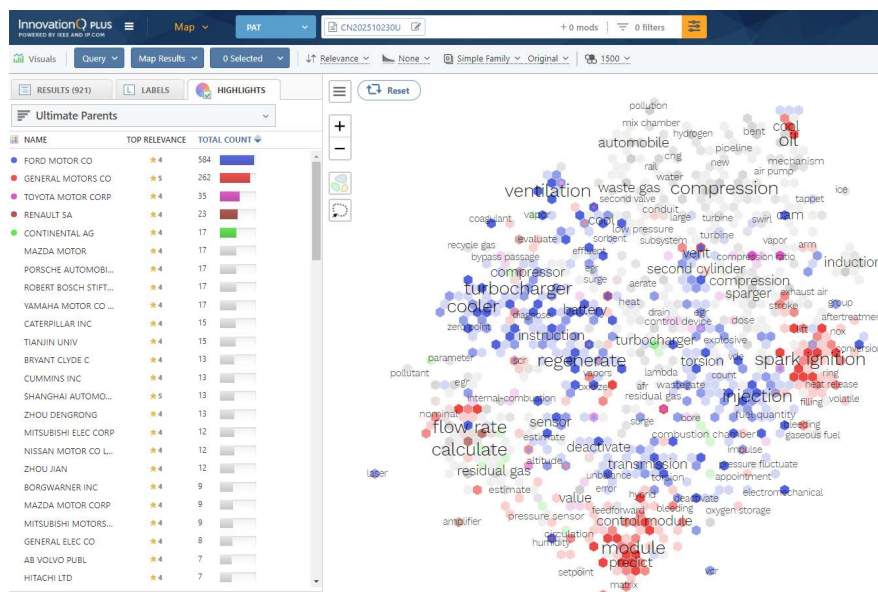 InnovationQ PLUS
POWERED BY IEEE AND IP.COM
Map
PAT
CN202510230U
+ 0 mods
0 filters
Visuals
Query
Map Results
0 Selected
Relevance
None
Simple Family
Original
1500
RESULTS (921)
LABELS
HIGHLIGHTS
Ultimate Parents
NAME TOP RELEVANCE TOTAL COUNT
FORD MOTOR CO 4 584
GENERAL MOTORS CO 5 262
TOYOTA MOTOR CORP 4 35
RENAULT SA 4 23
CONTINENTAL AG 4 17
MAZDA MOTOR 4 17
PORSCHE AUTOMOBI... 4 17
ROBERT BOSCH STIFT... 4 17
YAMAHA MOTOR CO ... 4 17
CATERPILLAR INC 4 15
TIANJIN UNIV 4 15
BRYANT CLYDE C 4 13
CUMMINS INC 4 13
SHANGHAI AUTOMO... 5 13
ZHOU DENGRONG 4 13
MITSUBISHI ELEC CORP 4 12
NISSAN MOTOR CO L... 4 12
ZHOU JIAN 4 12
BORGWARNER INC 4 9
MAZDA MOTOR CORP 4 9
MITSUBISHI MOTORS... 4 9
GENERAL ELEC CO 4 8
AB VOLVO PUBL 4 7
HITACHI LTD 4 7
Reset
pollution
mix chamber
hydrogen
bent
cool
oil
automobile
pipeline
cng
new
mechanism
rail
air pump
water
ventilation
waste gas
compression
ice
second valve
tappet
conduit
coagulant
vapor
cool
large
turbine
swirl
cam
low pressure
evaluate
sorbent
subsystem
turbine
vapor
arm
recycle gas
effluent
bypass passage
vent
compression ratio
induction
compressor
egr
second cylinder
surge
aerate
compression
turbocharger
sparger
exhaust air
cooler
heat
stroke
group
battery
drain
egr
aftertreatment
diagnose
control device
dose
zero point
lift
nox
instruction
turbocharger
explosive
conversion
parameter
scr
regenerate
torsion
vde
spark ignition
pollutant
vapors
lambda
count
ring
egr
oxidize
afr
wastegate
heat release
internal-combustion
residual gas
injection
filling
volatile
nominal
flow rate
sensor
surge
bore
fuel quantity
bleeding
estimate
combustion chamber
gaseous fuel
calculate
deactivate
impulse
altitude
residual gas
transmission
pressure fluctuate
laser
unbalance
torsion
appointment
estimate
error
hybrid
electromechanical
value
deactivate
feedforward
bleeding
oxygen storage
pressure sensor
amplifier
control module
circulation
humidity
module
predict
setpoint
vcr
matrix